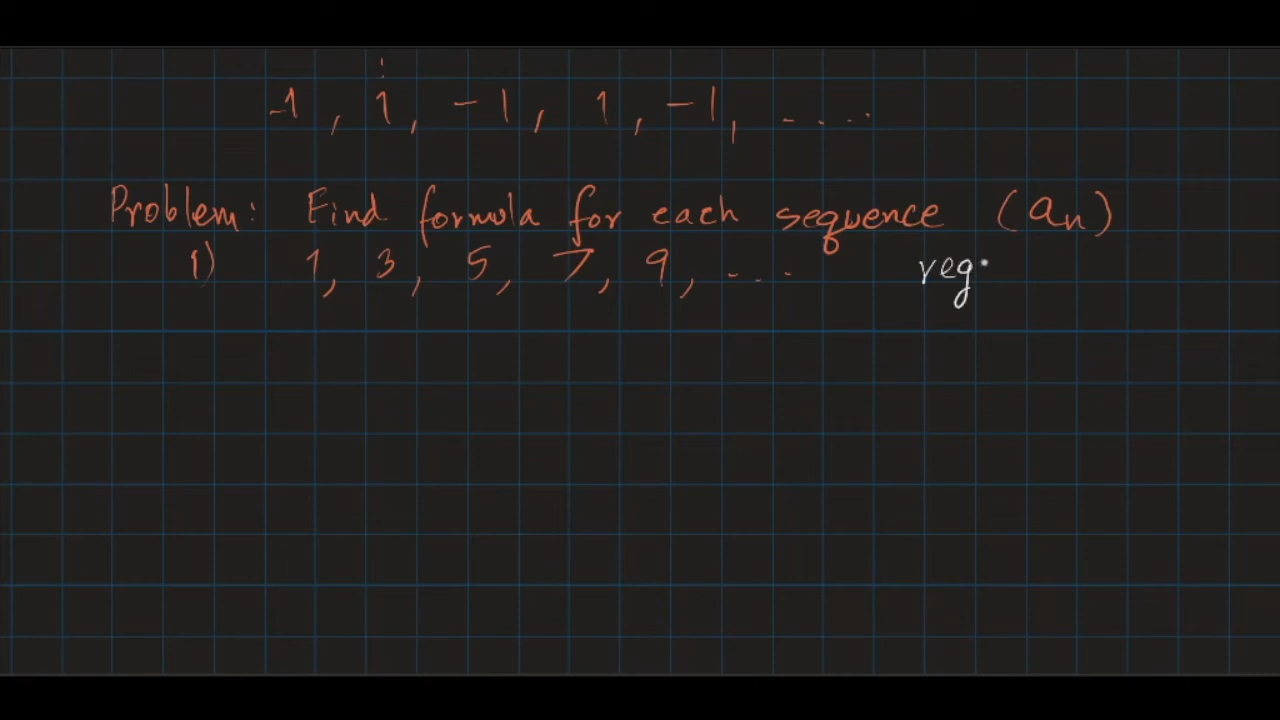 -1, 1, -1, 1, -1, ....
Problem: Find formula for each sequence (an)
1) 1, 3, 5, 7, 9, ... reg